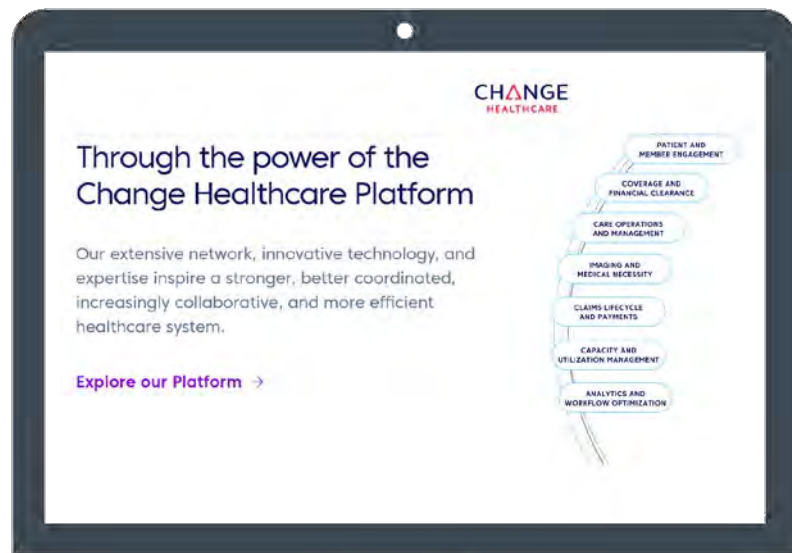 CHANGE
HEALTHCARE
Through the power of the
Change Healthcare Platform
Our extensive network, innovative technology, and
expertise inspire a stronger, better coordinated,
increasingly collaborative, and more efficient
healthcare system.
Explore our Platform →
PATIENT AND
MEMBER ENGAGEMENT
COVERAGE AND
FINANCIAL CLEARANCE
CARE OPERATIONS
AND MANAGEMENT
IMAGING AND
MEDICAL NECESSITY
CLAIMS LIFECYCLE
AND PAYMENTS
CAPACITY AND
UTILIZATION MANAGEMENT
ANALYTICS AND
WORKFLOW OPTIMIZATION